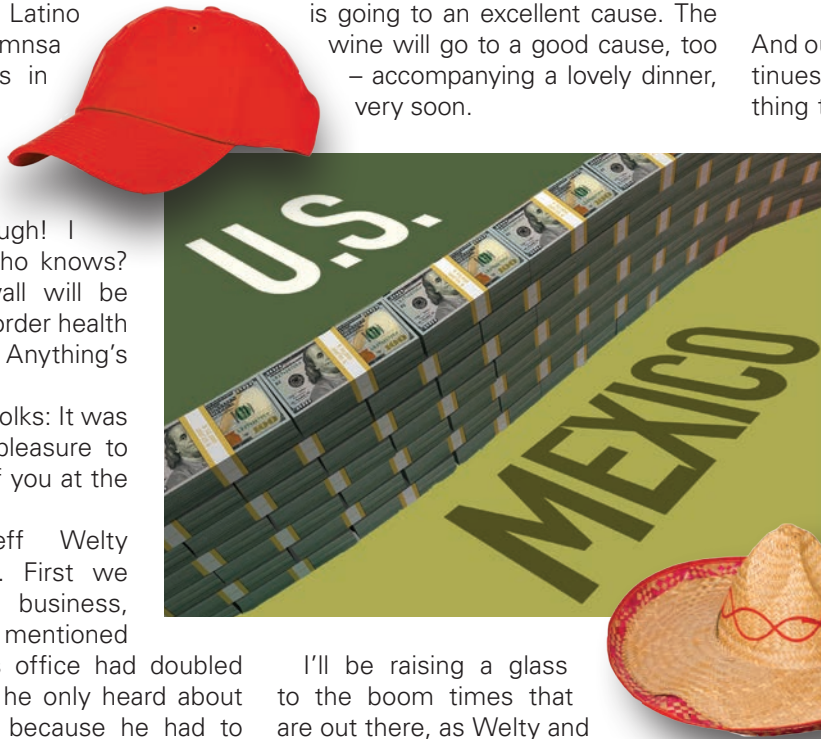 Latino
mnsa
s in
ugh! I
ho knows?
vall will be
order health
Anything's
olks: It was
pleasure to
f you at the
eff Welty
. First we
business,
mentioned
s office had doubled
he only heard about
because he had to
is going to an excellent cause. The
wine will go to a good cause, too
– accompanying a lovely dinner,
very soon.
U.S.
MEXICO
I'll be raising a glass
to the boom times that
are out there, as Welty and
And ou
tinues
thing t